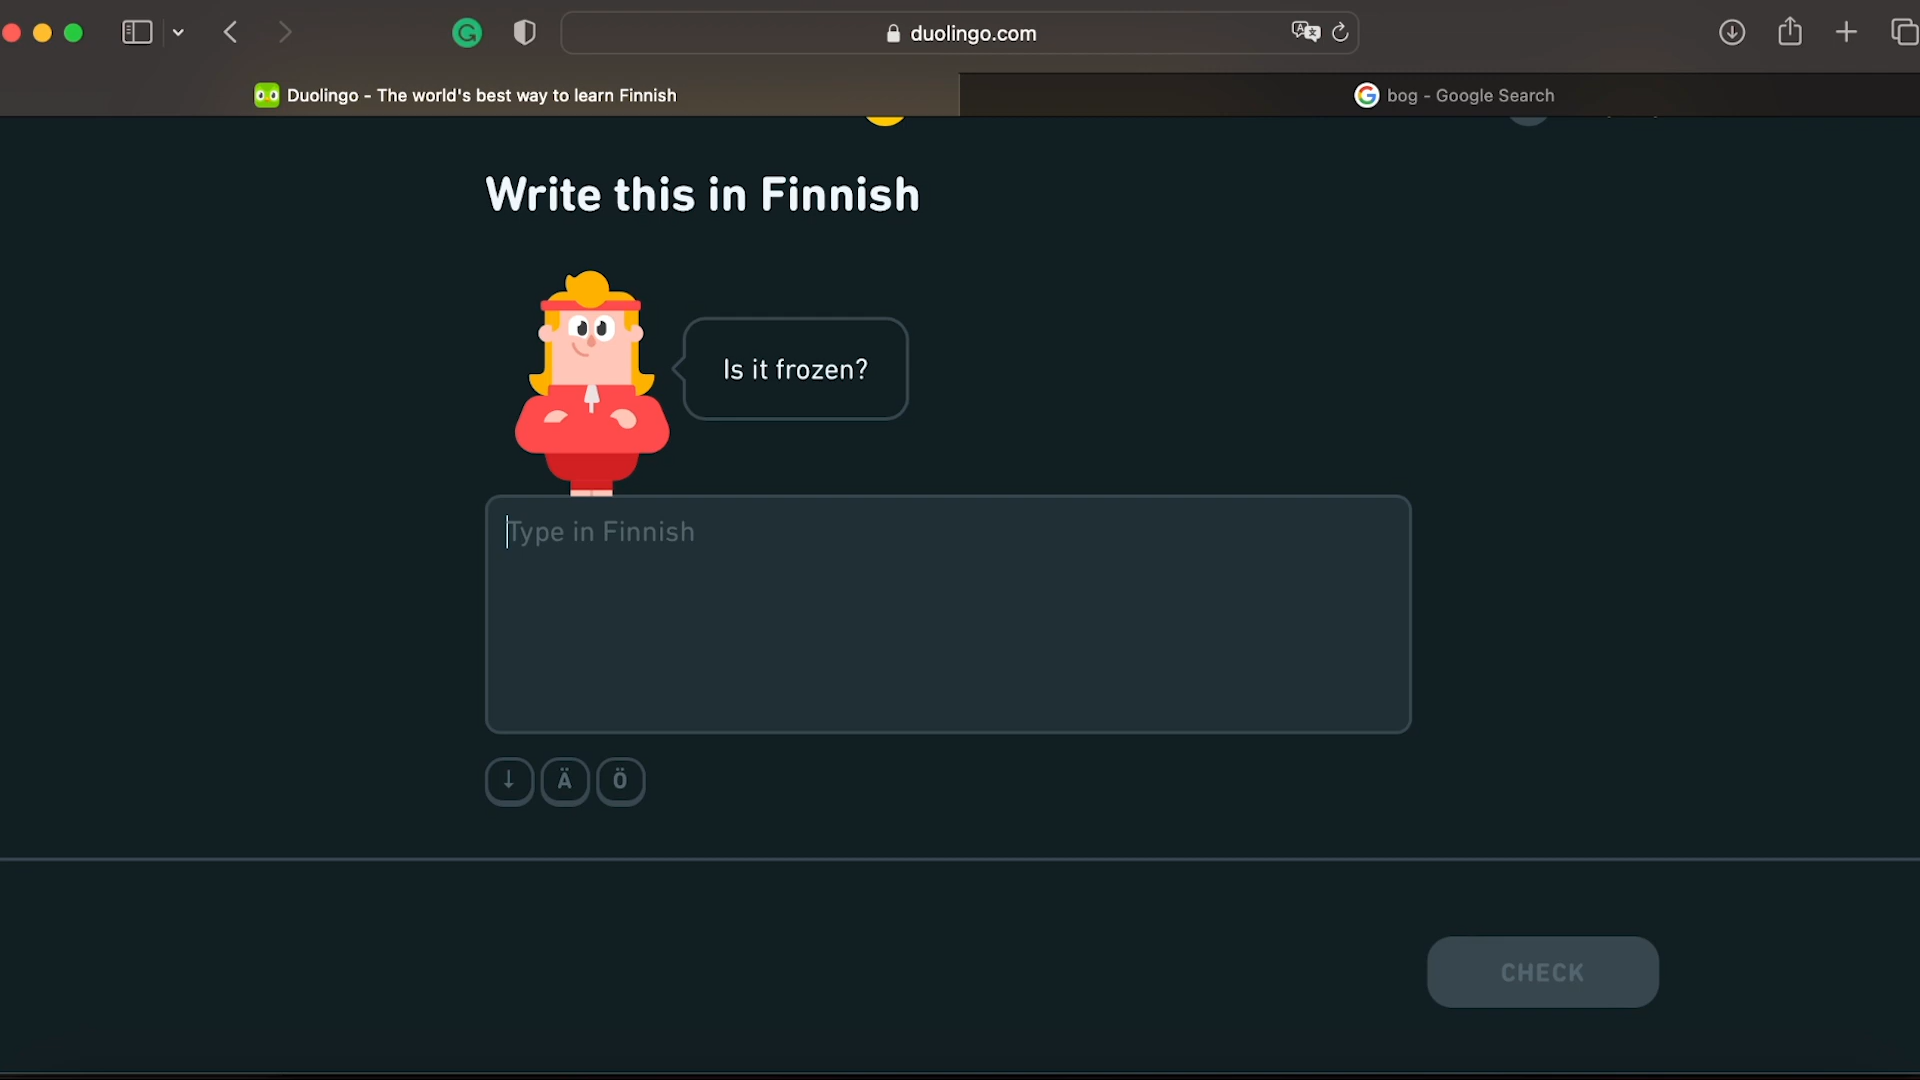 duolingo.com
Duolingo - The world's best way to learn Finnish
bog - Google Search
Write this in Finnish
Is it frozen?
Type in Finnish
↓ Ä Ö
CHECK